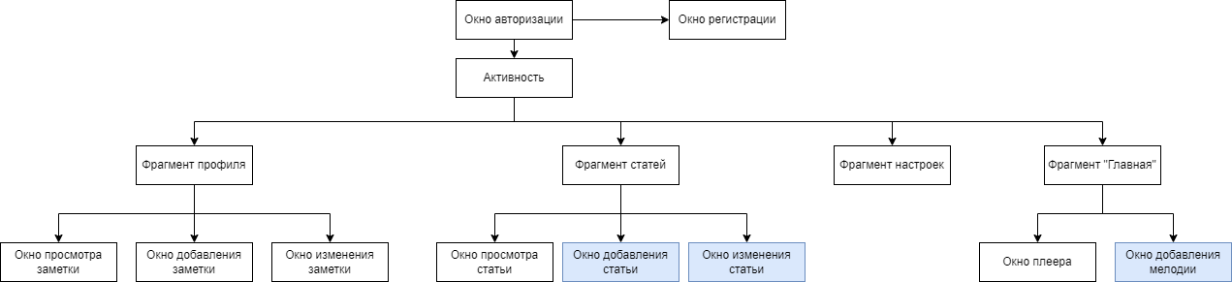 Окно авторизации
Окно регистрации
Активность
Фрагмент профиля
Фрагмент статей
Фрагмент настроек
Фрагмент "Главная"
Окно просмотра
заметки
Окно добавления
заметки
Окно изменения
заметки
Окно просмотра
статьи
Окно добавления
статьи
Окно изменения
статьи
Окно плеера
Окно добавления
мелодии